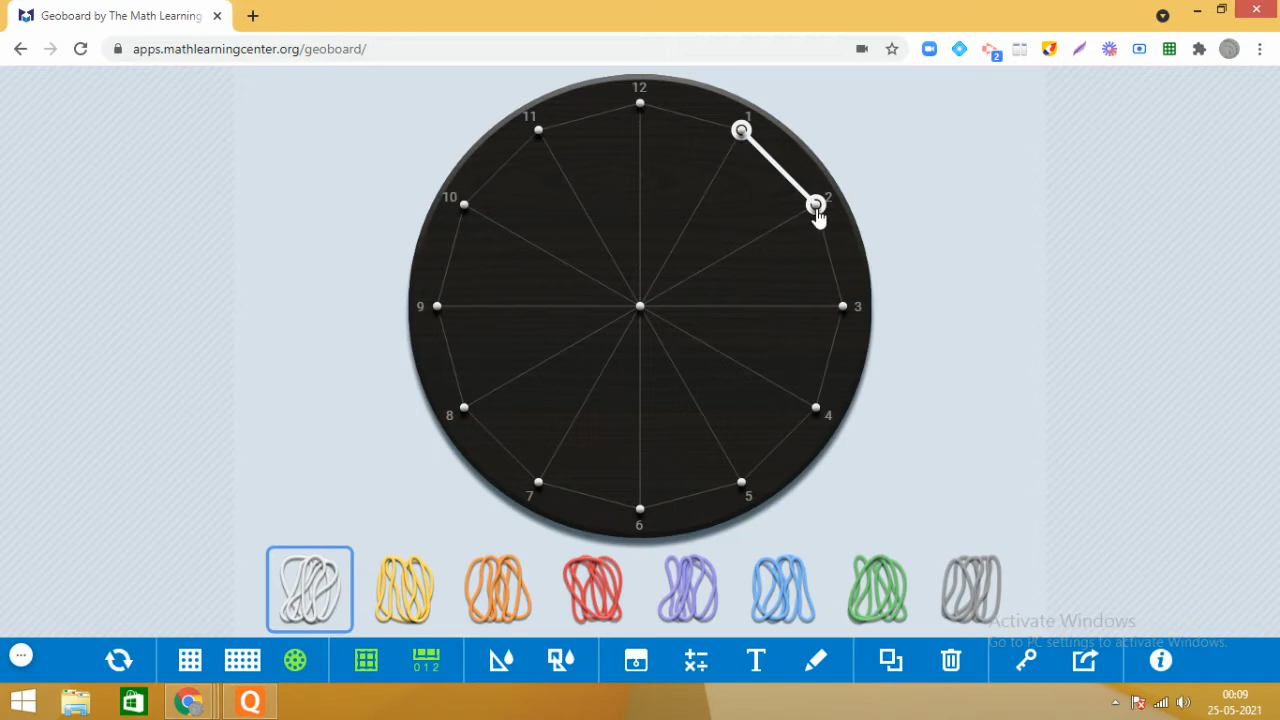 Geoboard by The Math Learning
apps.mathlearningcenter.org/geoboard/
2
12
11
1
10
2
9
3
8
4
7
5
6
Activate Windows
Go to PC settings to activate Windows.
0 1 2
T
i
Q
00:09
25-05-2021